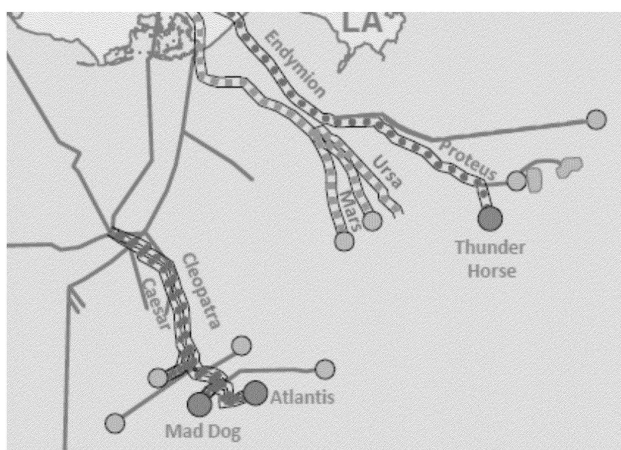 LA
Endymion
Proteus
Ursa
Mars
Thunder
Horse
Cleopatra
Caesar
Atlantis
Mad Dog